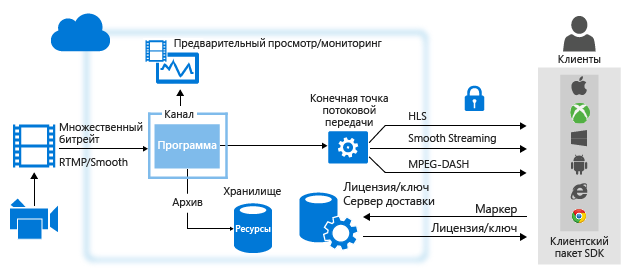 Предварительный просмотр/мониторинг
Клиенты
Канал
Программа
Множественный
битрейт
RTMP/Smooth
Конечная точка
потоковой
передачи
HLS
Smooth Streaming
MPEG-DASH
Архив
Хранилище
Ресурсы
Лицензия/ключ
Сервер доставки
Маркер
Лицензия/ключ
Клиентский
пакет SDK